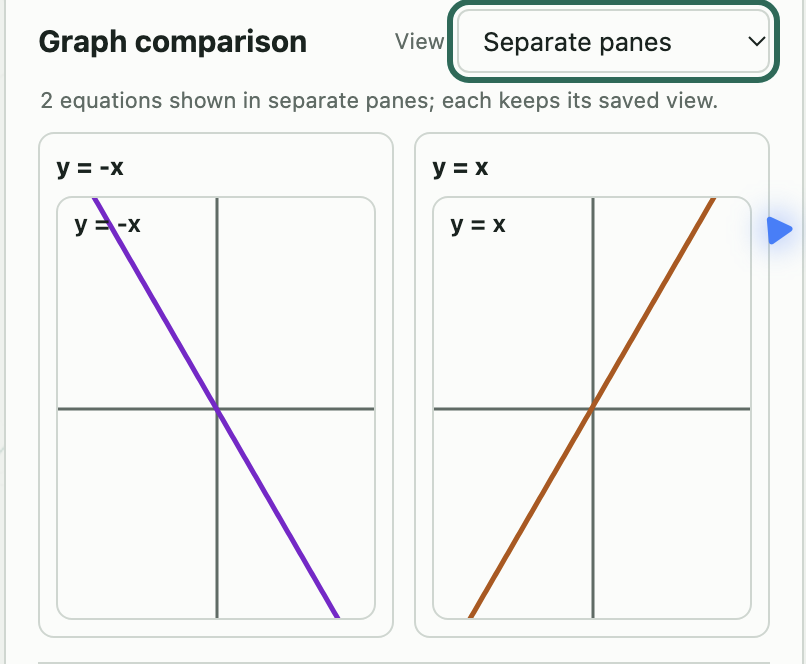 Graph comparison
View
Separate panes
2 equations shown in separate panes; each keeps its saved view.
y = -x
y = -x
y = x
y = x